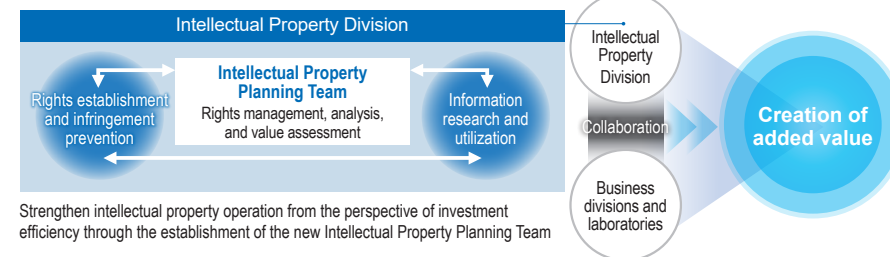 Intellectual Property Division
Rights establishment
and infringement
prevention
Intellectual Property
Planning Team
Rights management, analysis,
and value assessment
Information
research and
utilization
Strengthen intellectual property operation from the perspective of investment
efficiency through the establishment of the new Intellectual Property Planning Team
Intellectual
Property
Division
Collaboration
Business
divisions and
laboratories
Creation of
added value